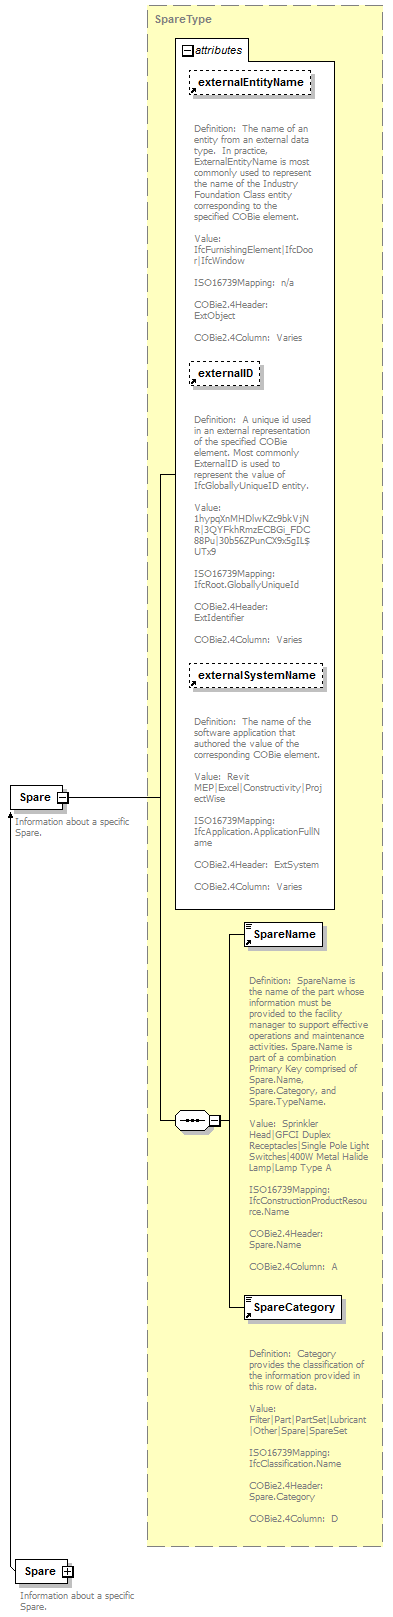 SpareType
attributes
externalEntityName
Definition:  The name of an
entity from an external data
type.  In practice,
ExternalEntityName is most
commonly used to represent
the name of the Industry
Foundation Class entity
corresponding to the
specified COBie element.
Value:
IfcFurnishingElement|IfcDoo
r|IfcWindow
ISO16739Mapping:  n/a
COBie2.4Header:
ExtObject
COBie2.4Column:  Varies
externalID
Definition:  A unique id used
in an external representation
of the specified COBie
element. Most commonly
ExternalID is used to
represent the value of
IfcGloballyUniqueID entity.
Value:
1hypqXnMHDlwKZc9bkVjN
R|3QYFkhRmzECBGi_FDC
88Pu|30b56ZPunCX9x5gIL$
UTx9
ISO16739Mapping:
IfcRoot.GloballyUniqueId
COBie2.4Header:
ExtIdentifier
COBie2.4Column:  Varies
externalSystemName
Definition:  The name of the
software application that
authored the value of the
corresponding COBie element.
Value:  Revit
MEP|Excel|Constructivity|Proj
ectWise
ISO16739Mapping:
IfcApplication.ApplicationFullN
ame
COBie2.4Header:  ExtSystem
COBie2.4Column:  Varies
Spare
Information about a specific
Spare.
SpareName
Definition:  SpareName is
the name of the part whose
information must be
provided to the facility
manager to support effective
operations and maintenance
activities. Spare.Name is
part of a combination
Primary Key comprised of
Spare.Name,
Spare.Category, and
Spare.TypeName.
Value:  Sprinkler
Head|GFCI Duplex
Receptacles|Single Pole Light
Switches|400W Metal Halide
Lamp|Lamp Type A
ISO16739Mapping:
IfcConstructionProductResou
rce.Name
COBie2.4Header:
Spare.Name
COBie2.4Column:  A
SpareCategory
Definition:  Category
provides the classification of
the information provided in
this row of data.
Value:
Filter|Part|PartSet|Lubricant
|Other|Spare|SpareSet
ISO16739Mapping:
IfcClassification.Name
COBie2.4Header:
Spare.Category
COBie2.4Column:  D
Spare
Information about a specific
Spare.